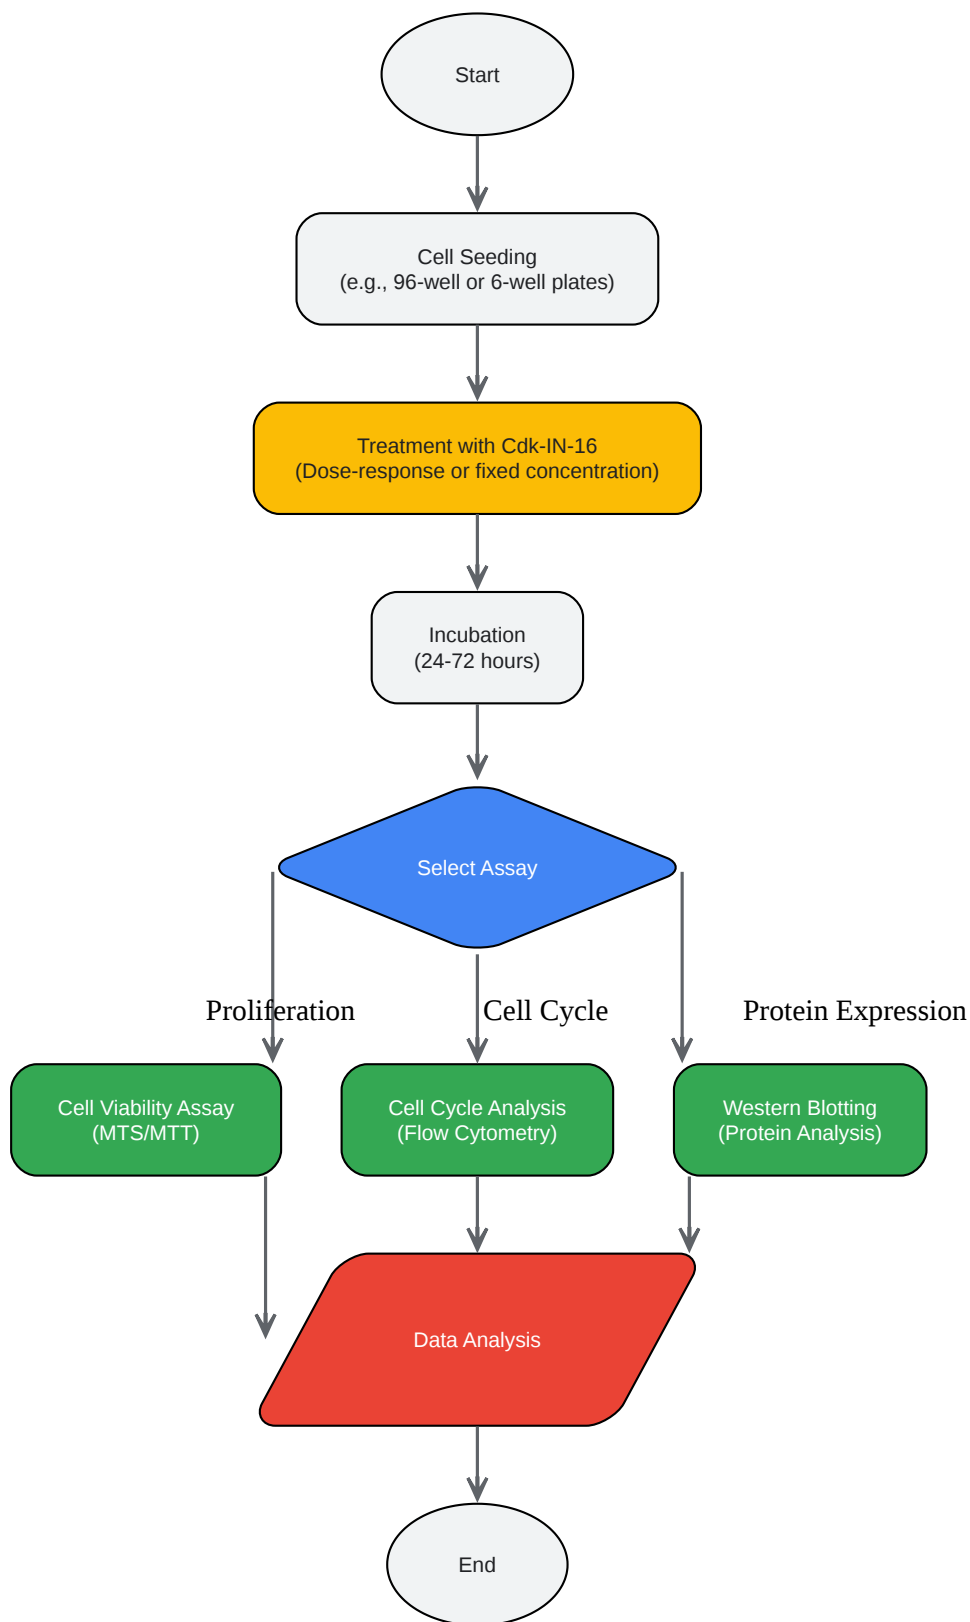 Start
Cell Seeding
(e.g., 96-well or 6-well plates)
Treatment with Cdk-IN-16
(Dose-response or fixed concentration)
Incubation
(24-72 hours)
Select Assay
Proliferation
Cell Cycle
Protein Expression
Cell Viability Assay
(MTS/MTT)
Cell Cycle Analysis
(Flow Cytometry)
Western Blotting
(Protein Analysis)
Data Analysis
End